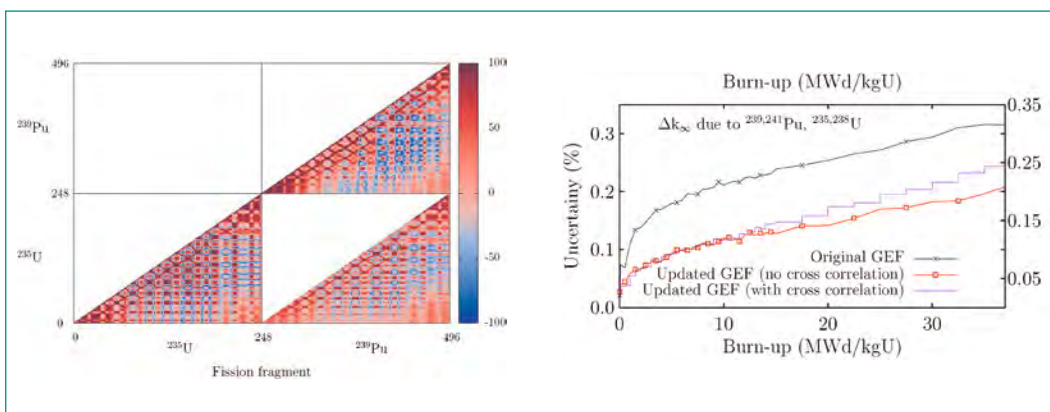 496
²³⁹Pu
248
²³⁵U
0
0
248
496
²³⁵U
²³⁹Pu
Fission fragment
100
50
0
-50
-100
Burn-up (MWd/kgU)
Δk∞ due to ²³⁹,²⁴¹Pu, ²³⁵,²³⁸U
Uncertainy (%)
0.3
0.2
0.1
0.0
0.35
0.25
0.15
0.05
Original GEF
Updated GEF (no cross correlation)
Updated GEF (with cross correlation)
0
10
20
30
Burn-up (MWd/kgU)